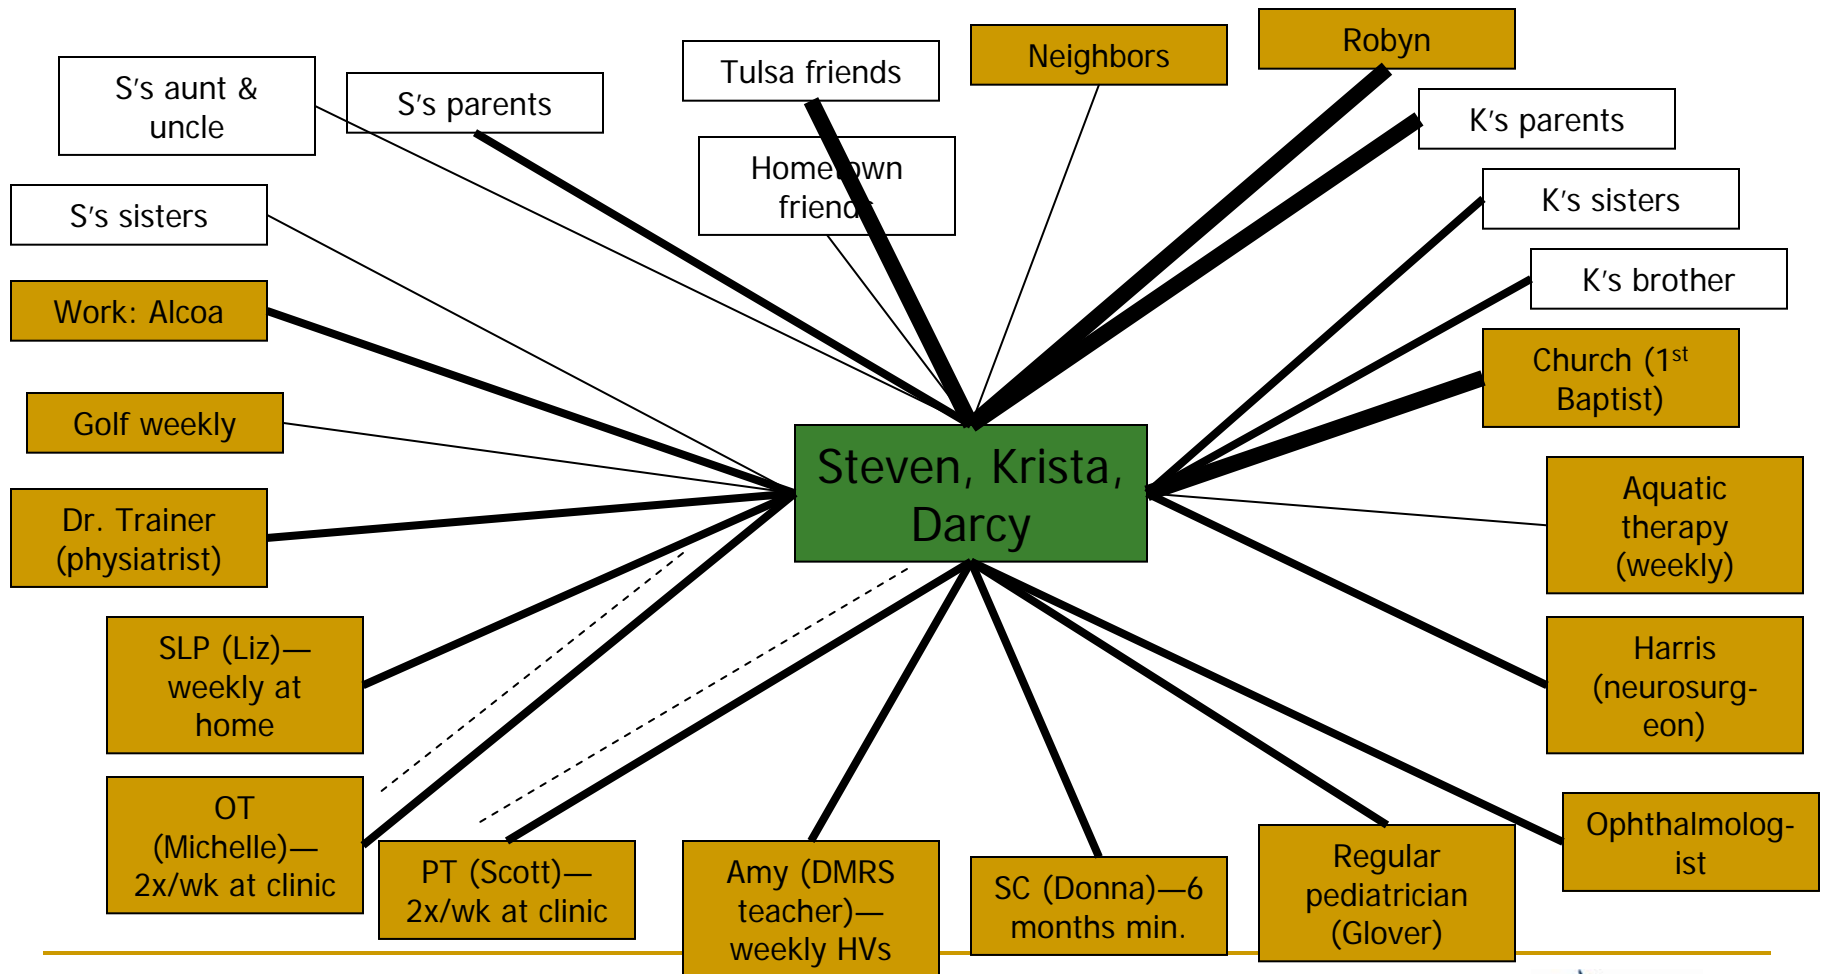 S's aunt &
uncle
S's parents
Tulsa friends
Neighbors
Robyn
Hometown
friends
K's parents
S's sisters
K's sisters
Work: Alcoa
K's brother
Golf weekly
Church (1st
Baptist)
Steven, Krista,
Darcy
Dr. Trainer
(physiatrist)
Aquatic
therapy
(weekly)
SLP (Liz)—
weekly at
home
Harris
(neurosurg-
eon)
OT
(Michelle)—
2x/wk at clinic
PT (Scott)—
2x/wk at clinic
Amy (DMRS
teacher)—
weekly HVs
SC (Donna)—6
months min.
Regular
pediatrician
(Glover)
Ophthalmolog-
ist